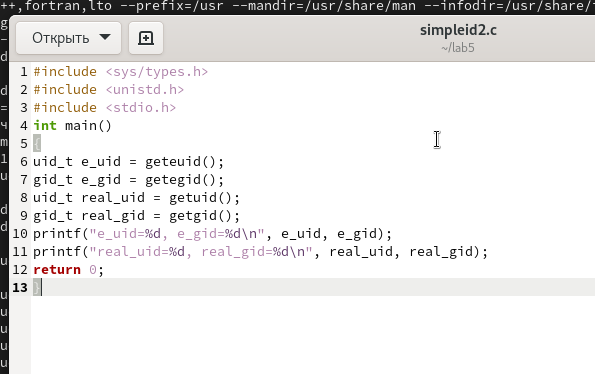 ++,fortran,lto --prefix=/usr --mandir=/usr/share/man --infodir=/usr/share/
Открыть
simpleid2.c
~/lab5
1 #include <sys/types.h>
2 #include <unistd.h>
3 #include <stdio.h>
4 int main()
5 {
6 uid_t e_uid = geteuid();
7 gid_t e_gid = getegid();
8 uid_t real_uid = getuid();
9 gid_t real_gid = getgid();
10 printf("e_uid=%d, e_gid=%d\n", e_uid, e_gid);
11 printf("real_uid=%d, real_gid=%d\n", real_uid, real_gid);
12 return 0;
13 }